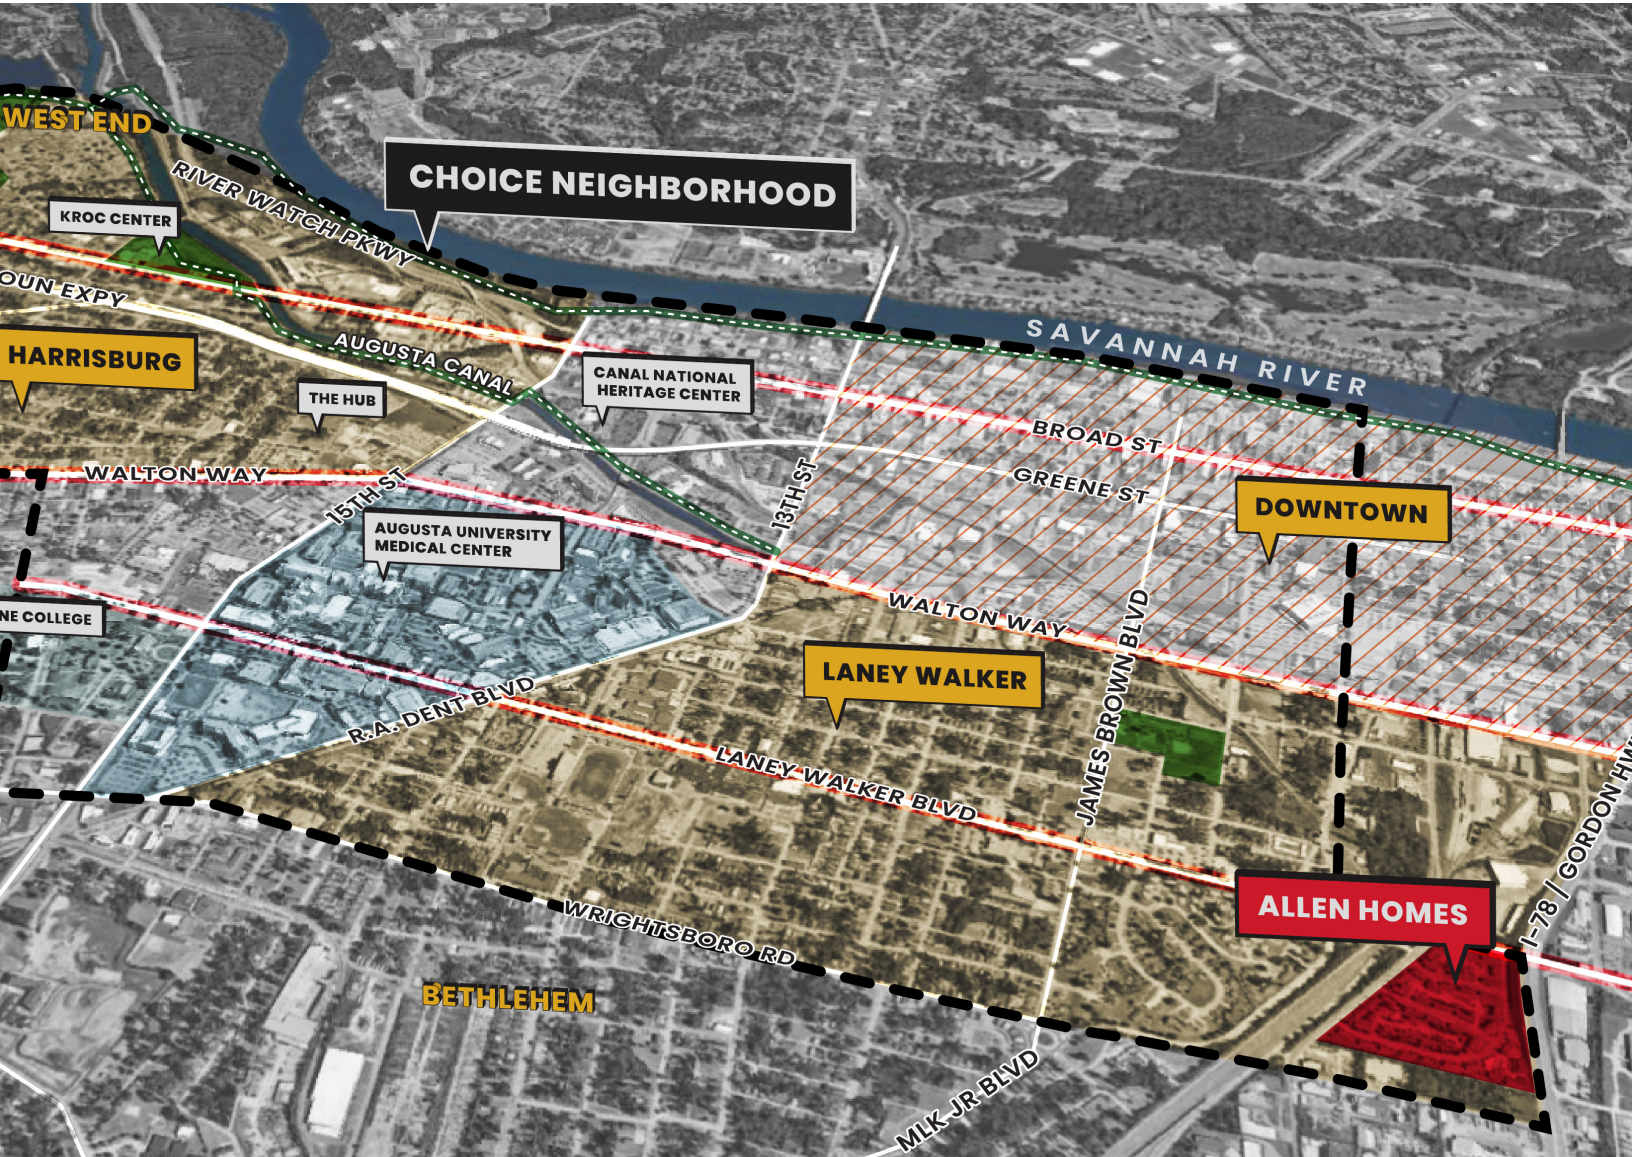 WEST END
RIVER WATCH PKWY
CHOICE NEIGHBORHOOD
KROC CENTER
OUN EXPY
HARRISBURG
AUGUSTA CANAL
THE HUB
CANAL NATIONAL
HERITAGE CENTER
SAVANNAH RIVER
BROAD ST
GREENE ST
WALTON WAY
15TH ST
13TH ST
DOWNTOWN
AUGUSTA UNIVERSITY
MEDICAL CENTER
NE COLLEGE
WALTON WAY
JAMES BROWN BLVD
LANEY WALKER
R.A. DENT BLVD
LANEY WALKER BLVD
I-78 / GORDON HW
ALLEN HOMES
WRIGHTSBORO RD
BETHLEHEM
MLK JR BLVD